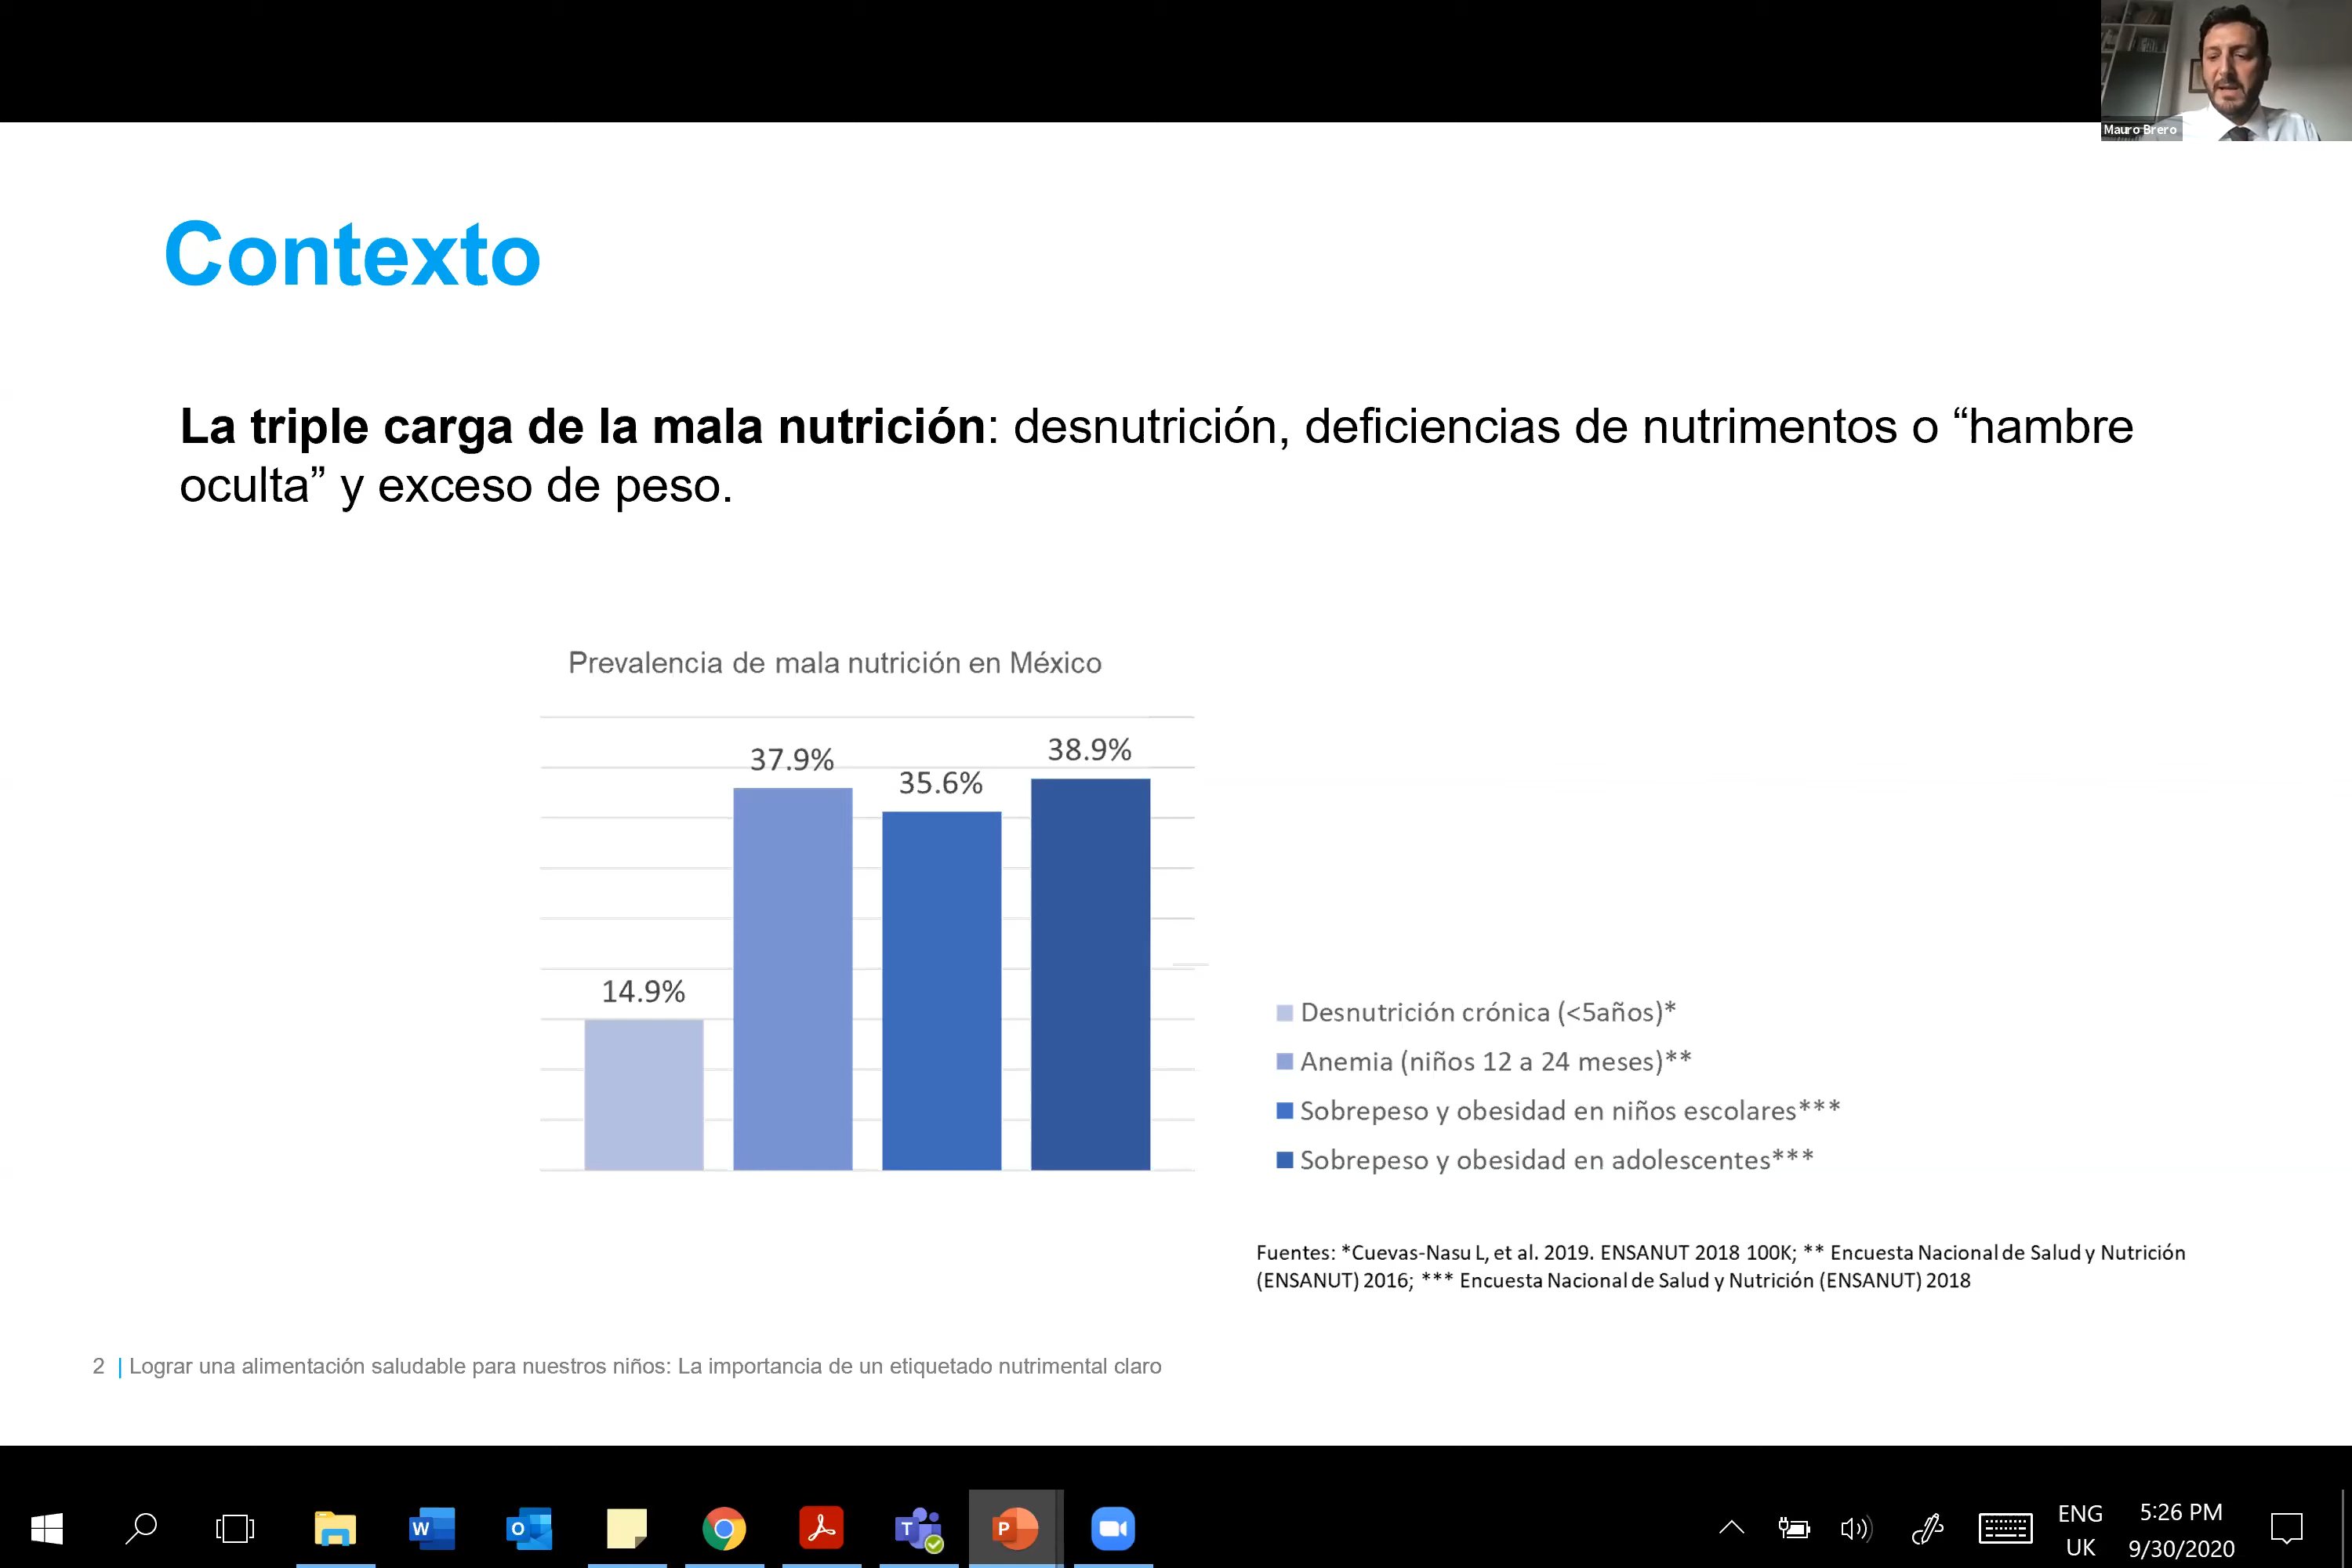 Mauro Brero
Contexto
La triple carga de la mala nutrición: desnutrición, deficiencias de nutrimentos o “hambre
oculta” y exceso de peso.
Prevalencia de mala nutrición en México
14.9%
37.9%
35.6%
38.9%
Desnutrición crónica (<5años)*
Anemia (niños 12 a 24 meses)**
Sobrepeso y obesidad en niños escolares***
Sobrepeso y obesidad en adolescentes***
Fuentes: *Cuevas-Nasu L, et al. 2019. ENSANUT 2018 100K; ** Encuesta Nacional de Salud y Nutrición
(ENSANUT) 2016; *** Encuesta Nacional de Salud y Nutrición (ENSANUT) 2018
2 | Lograr una alimentación saludable para nuestros niños: La importancia de un etiquetado nutrimental claro
W
O
T
P
ENG
UK
5:26 PM
9/30/2020